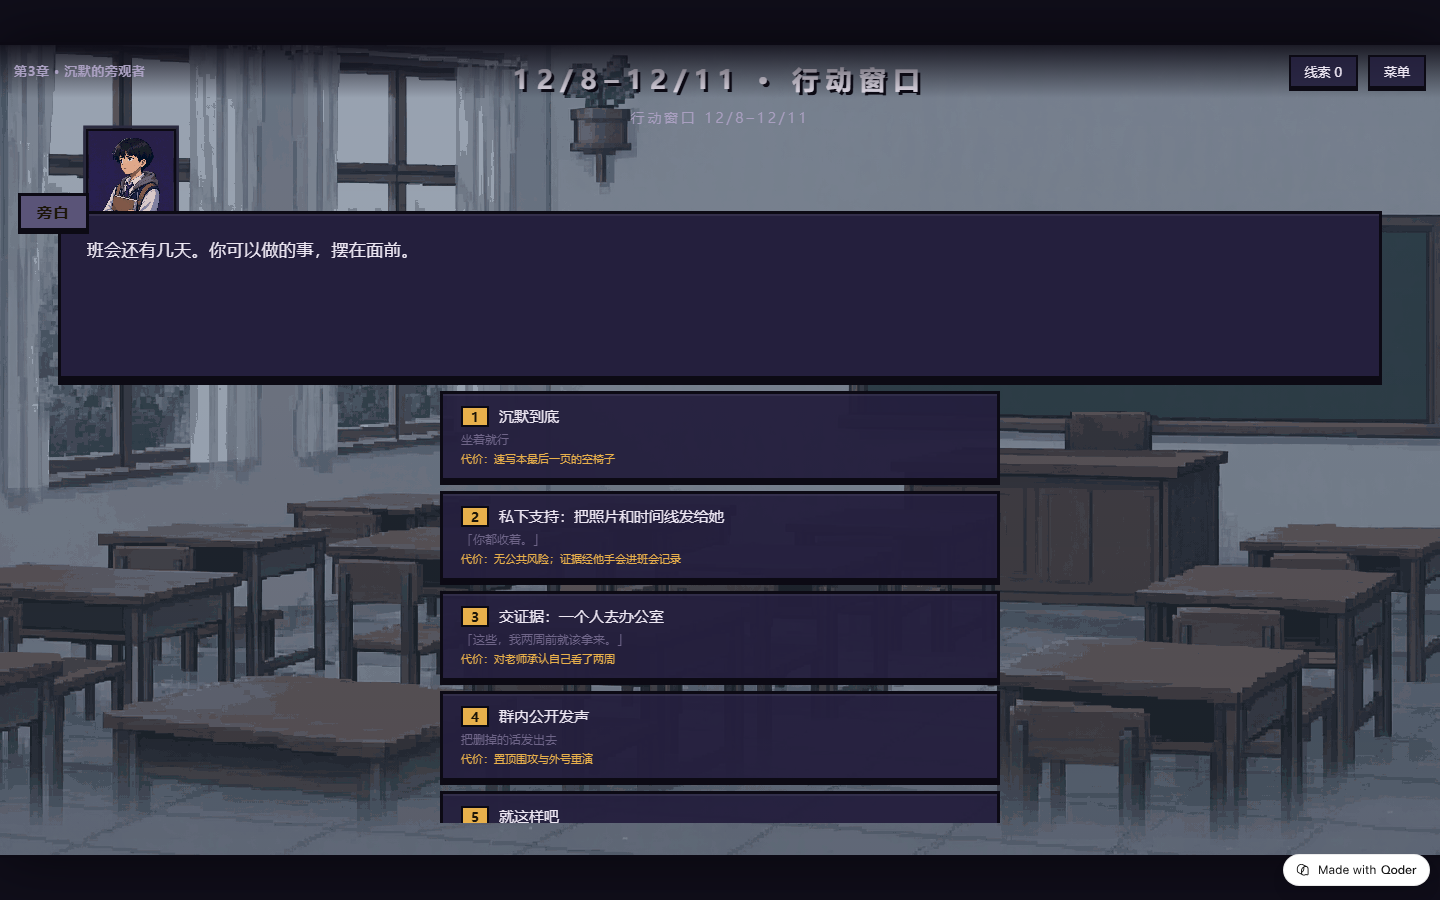 第3章 · 沉默的旁观者
12/8–12/11 · 行动窗口
线索 0
菜单
行动窗口 12/8–12/11
旁白
班会还有几天。你可以做的事，摆在面前。
1 沉默到底
坐着就行
代价：速写本最后一页的空椅子
2 私下支持：把照片和时间线发给她
「你都收着。」
代价：无公共风险；证据经他手会进班会记录
3 交证据：一个人去办公室
「这些，我两周前就该拿来。」
代价：对老师承认自己看了两周
4 群内公开发声
把删掉的话发出去
代价：置顶围攻与外号重演
5 就这样吧
Made with Qoder